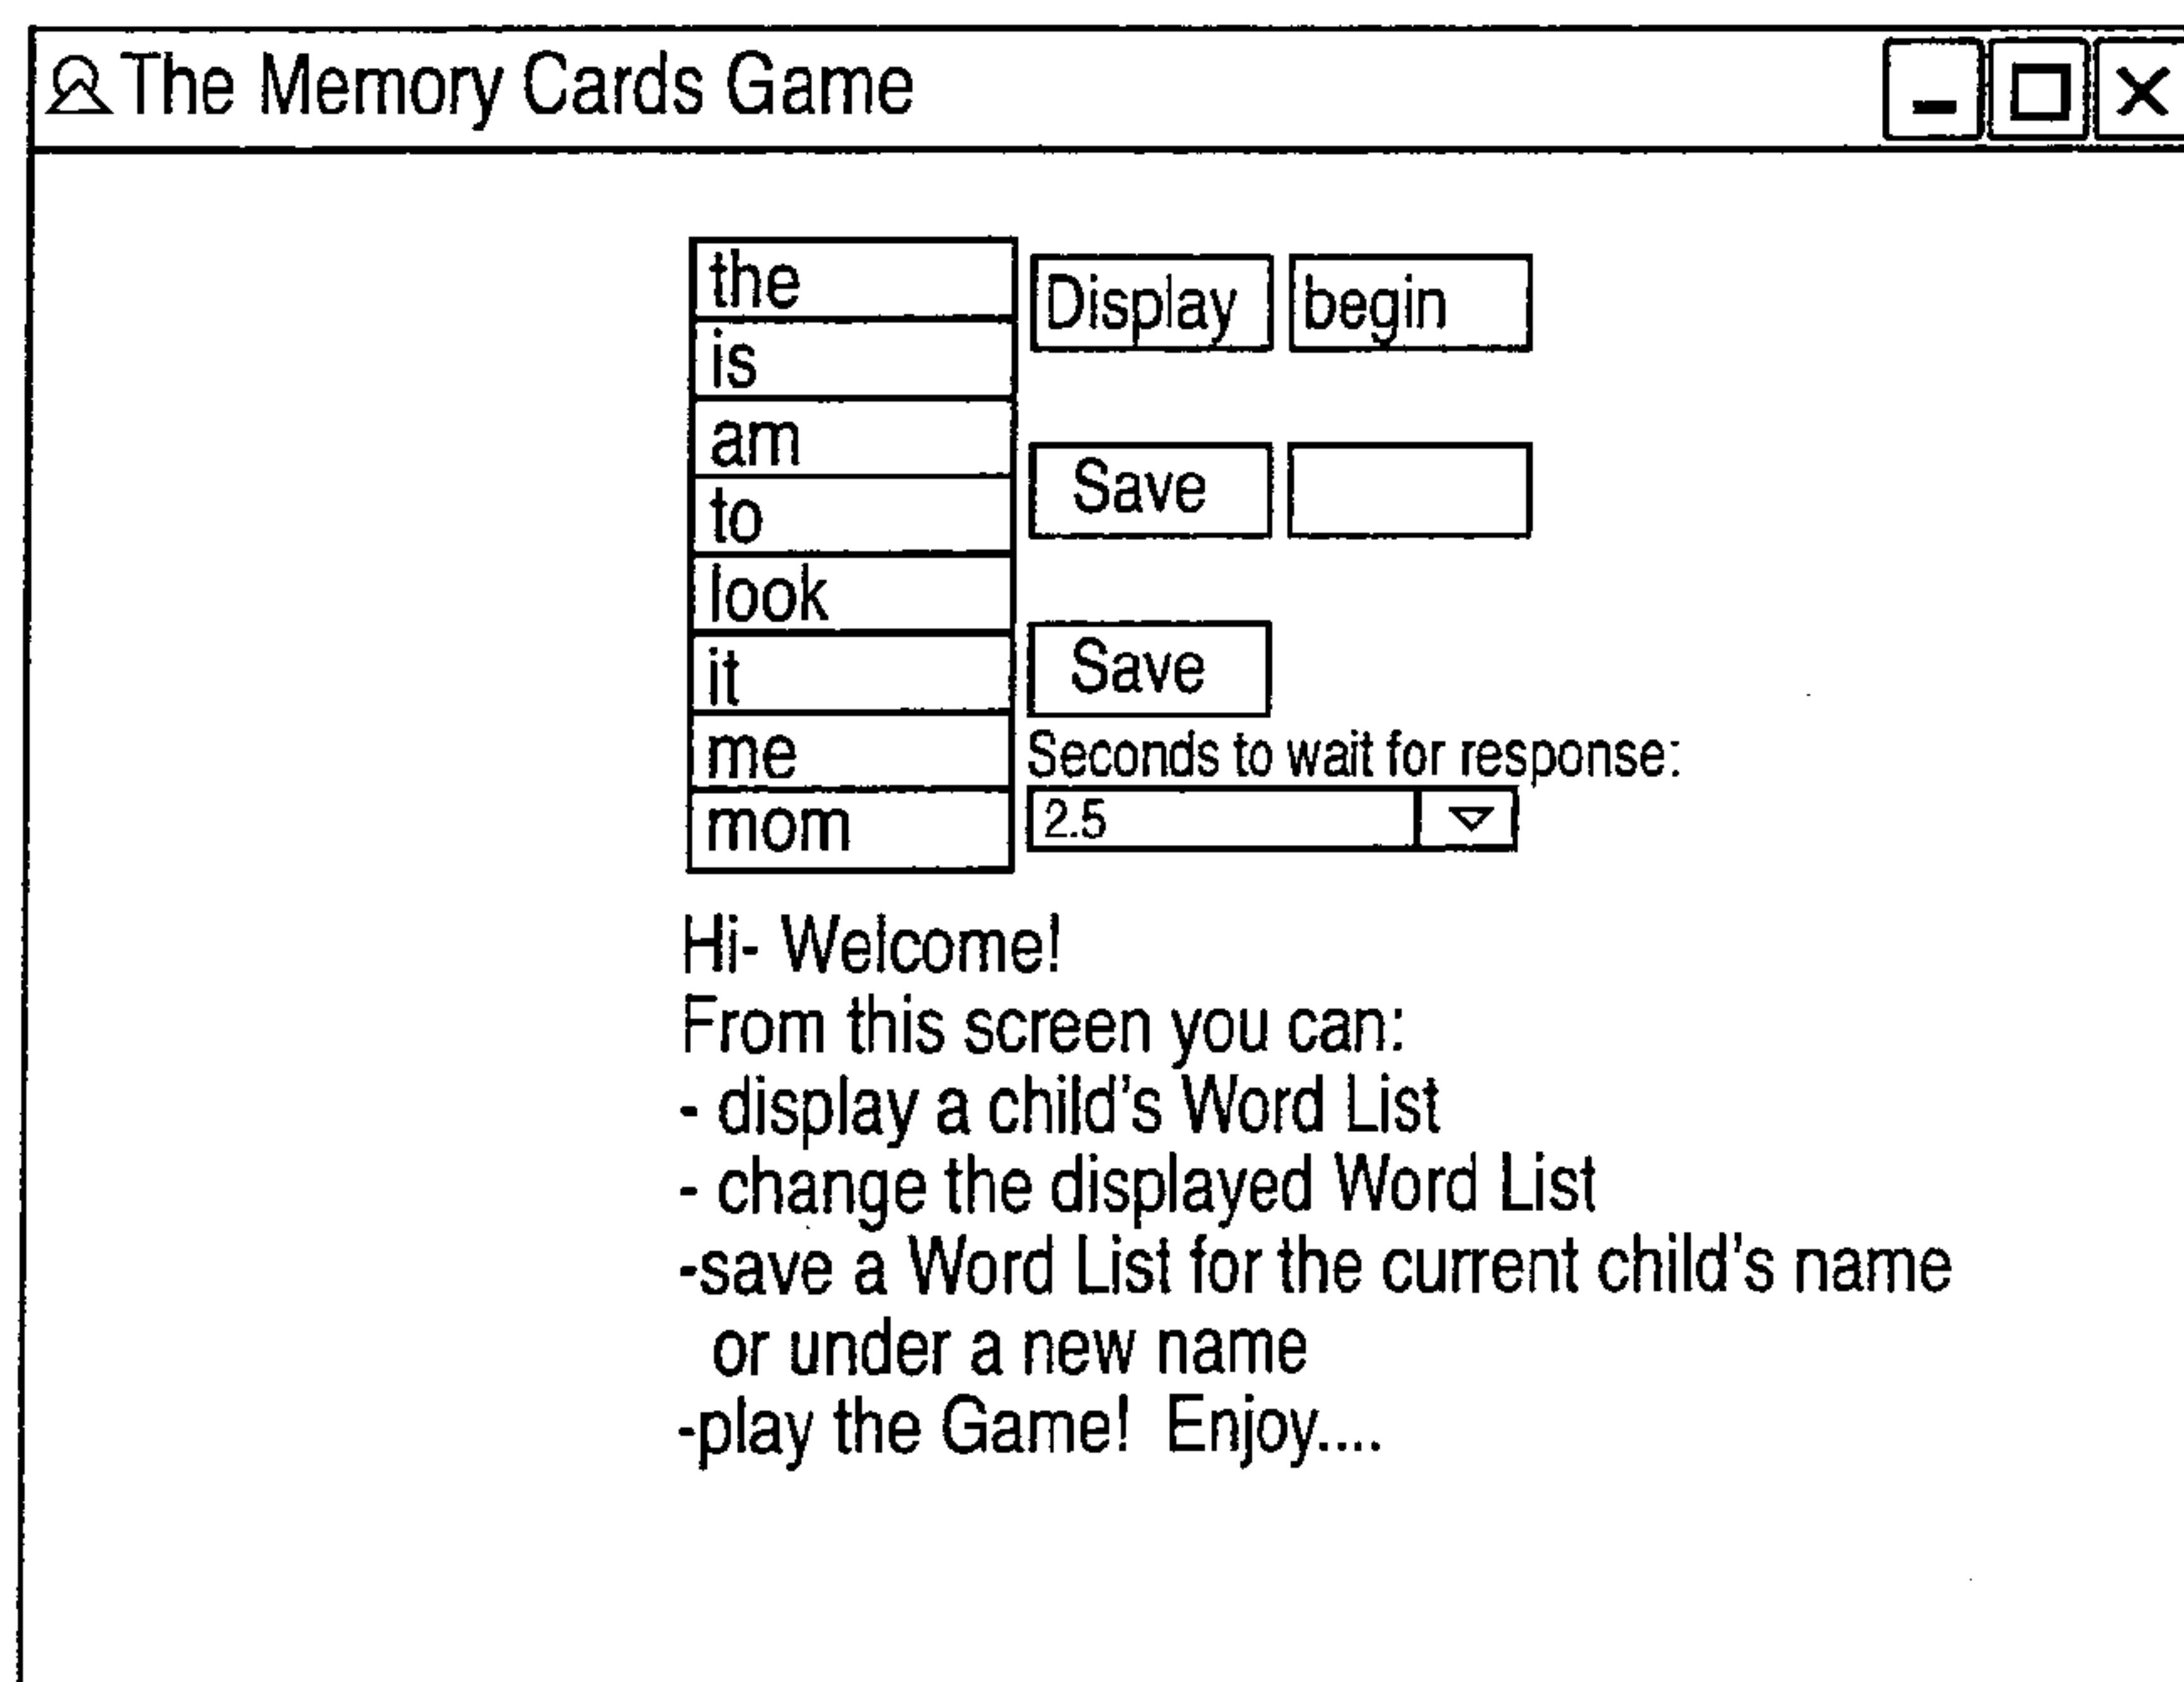 The Memory Cards Game
the
is
am
to
look
it
me
mom
Display
begin
Save
Save
Seconds to wait for response:
2.5
Hi- Welcome!
From this screen you can:
- display a child's Word List
- change the displayed Word List
-save a Word List for the current child's name
or under a new name
-play the Game!  Enjoy....